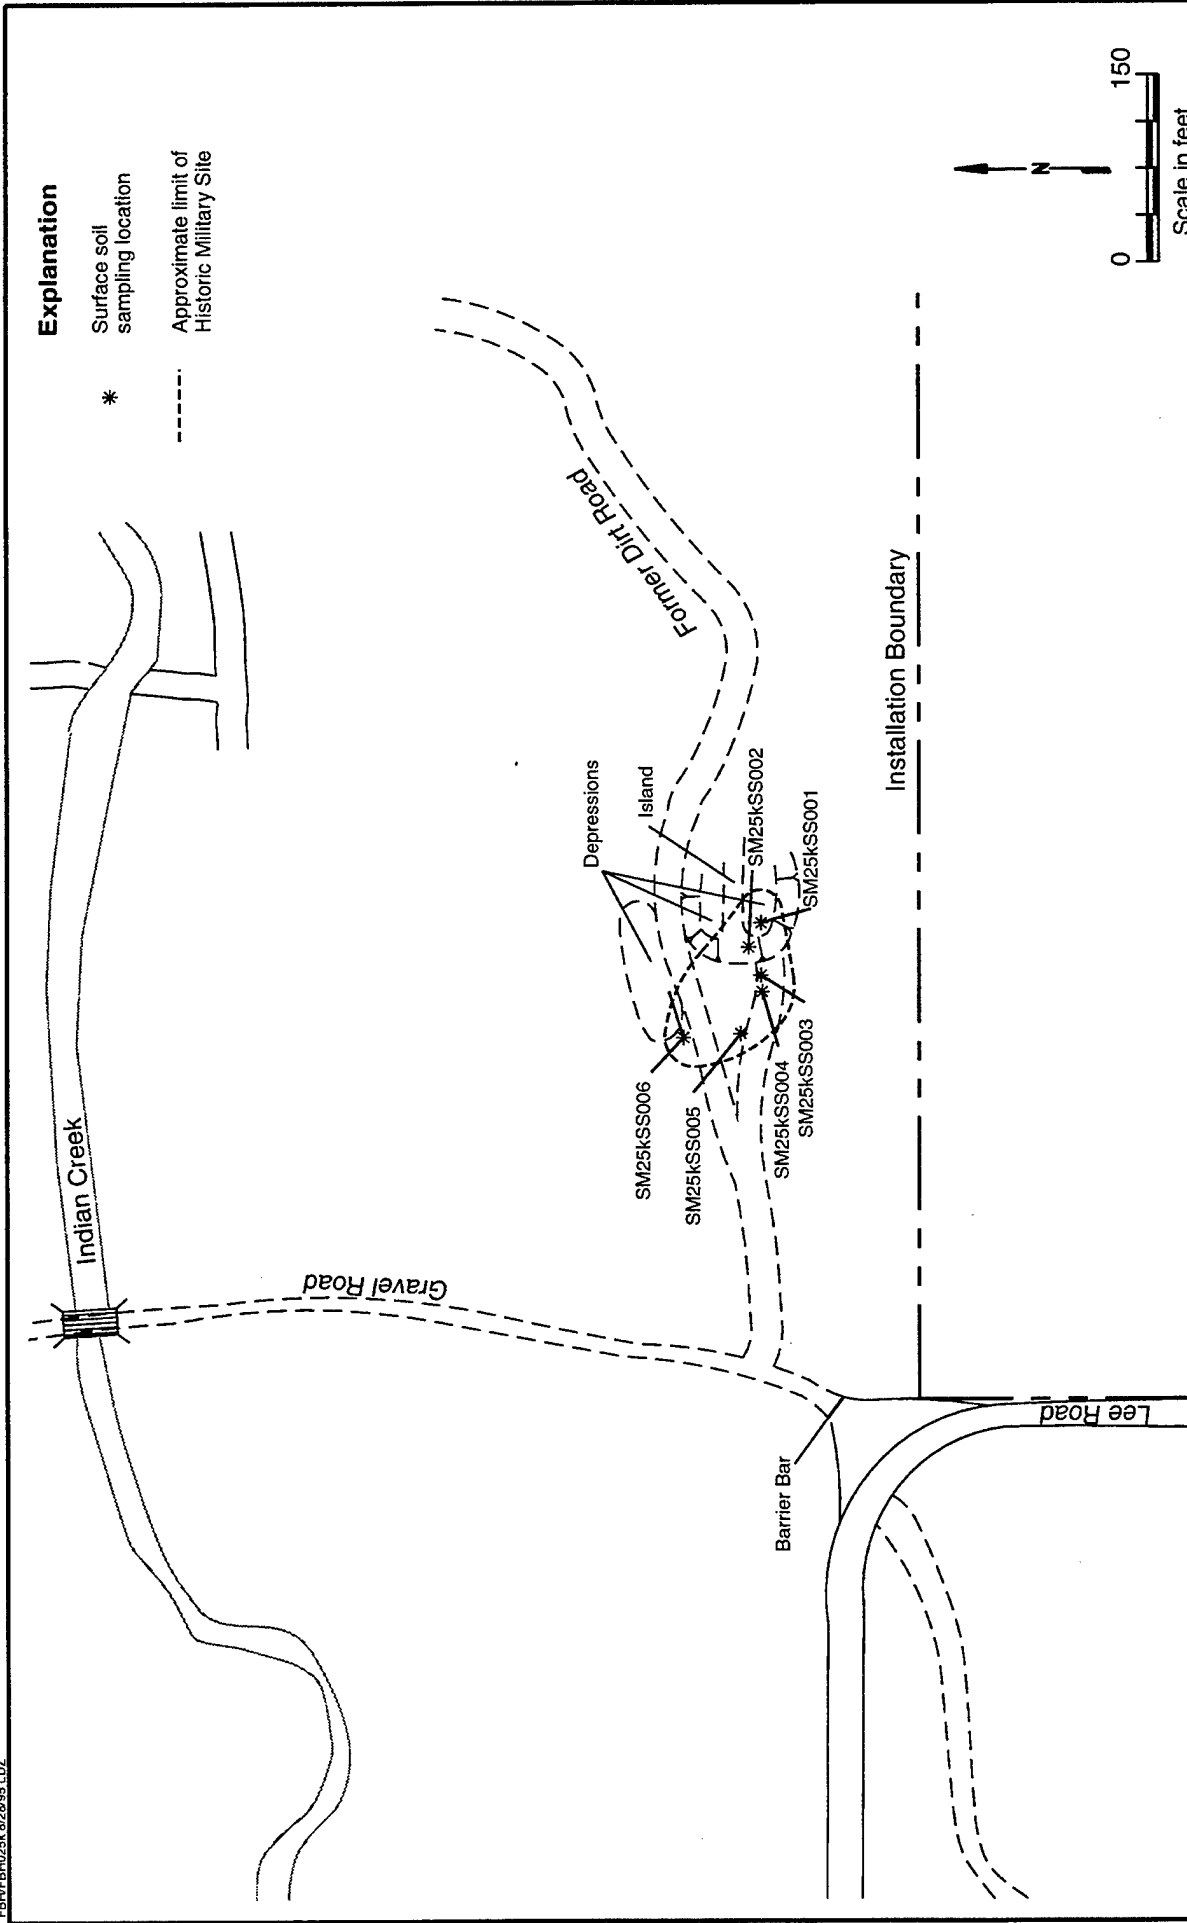 Explanation
Surface soil
sampling location
*
Approximate limit of
Historic Military Site
Indian Creek
Gravel Road
Former Dirt Road
Depressions
Island
SM25kSS002
SM25kSS001
SM25kSS006
SM25kSS005
SM25kSS004
SM25kSS003
Installation Boundary
Barrier Bar
Lee Road
N
0
150
Scale in feet